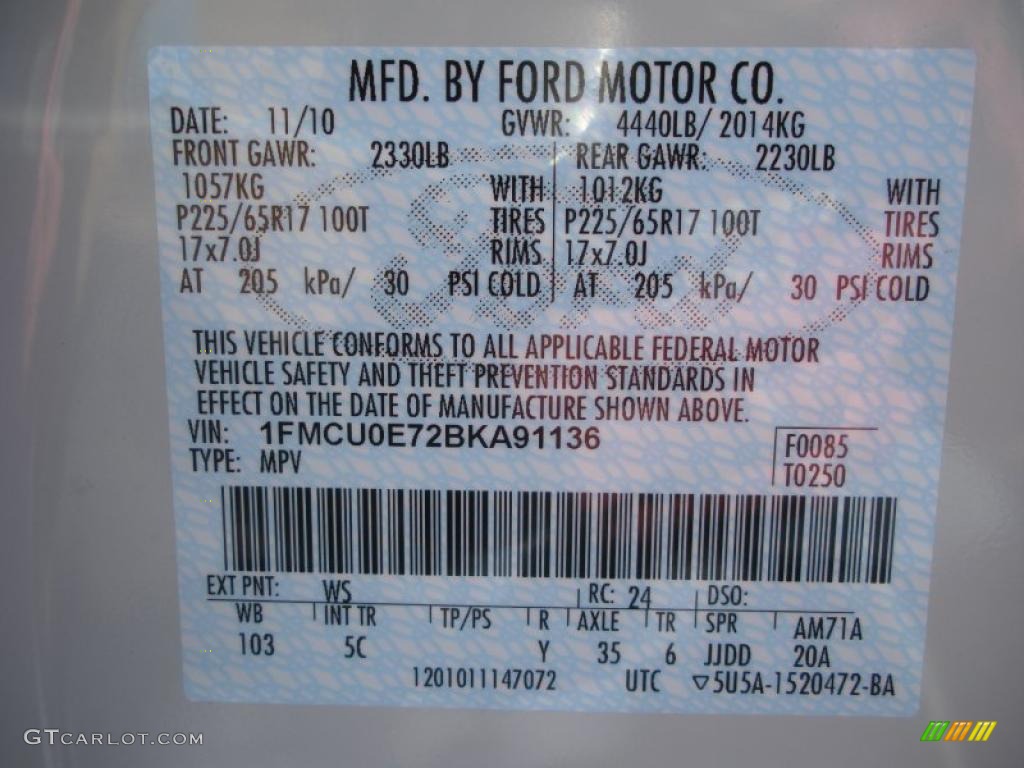 MFD. BY FORD MOTOR CO.
DATE: 11/10 GVWR: 4440LB/ 2014KG
FRONT GAWR: 2330LB REAR GAWR: 2230LB
1057KG WITH 1012KG WITH
P225/65R17 100T TIRES P225/65R17 100T TIRES
17x7.0J RIMS 17x7.0J RIMS
AT 205 kPa/ 30 PSI COLD AT 205 kPa/ 30 PSI COLD
THIS VEHICLE CONFORMS TO ALL APPLICABLE FEDERAL MOTOR
VEHICLE SAFETY AND THEFT PREVENTION STANDARDS IN
EFFECT ON THE DATE OF MANUFACTURE SHOWN ABOVE.
VIN: 1FMCU0E72BKA91136 F0085
TYPE: MPV T0250
EXT PNT: WS RC: 24 DSO:
WB INT TR TP/PS R AXLE TR SPR AM71A
103 5C Y 35 6 JJDD 20A
1201011147072 UTC ▽5U5A-1520472-BA
GTCARLOT.COM